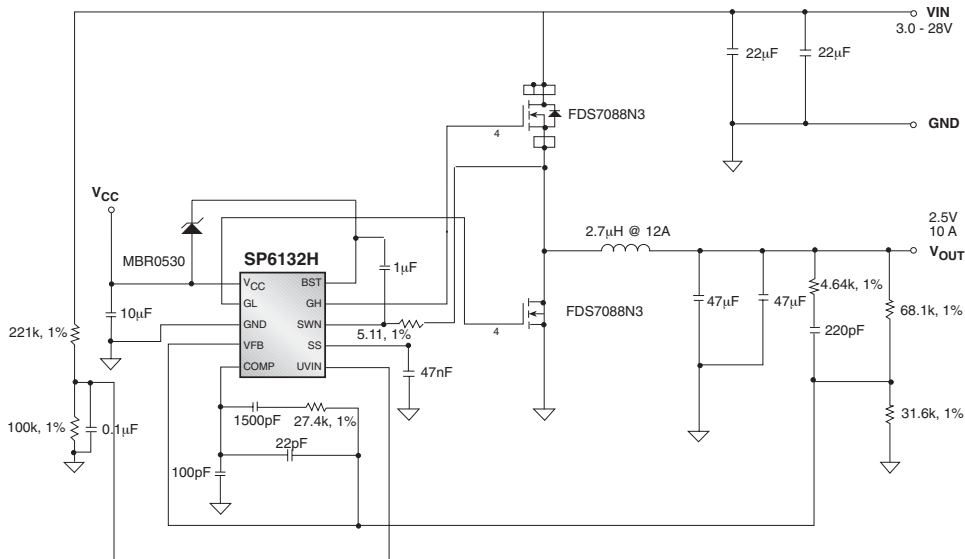 VIN
3.0 - 28V
22μF
22μF
FDS7088N3
4
GND
VCC
2.5V
10 A
2.7μH @ 12A
VOUT
MBR0530
SP6132H
1μF
VCC
BST
GL
GH
GND
SWN
VFB
SS
COMP
UVIN
10μF
5.11, 1%
47nF
FDS7088N3
4
47μF
47μF
4.64k, 1%
220pF
68.1k, 1%
31.6k, 1%
221k, 1%
100k, 1%
0.1μF
1500pF
27.4k, 1%
22pF
100pF